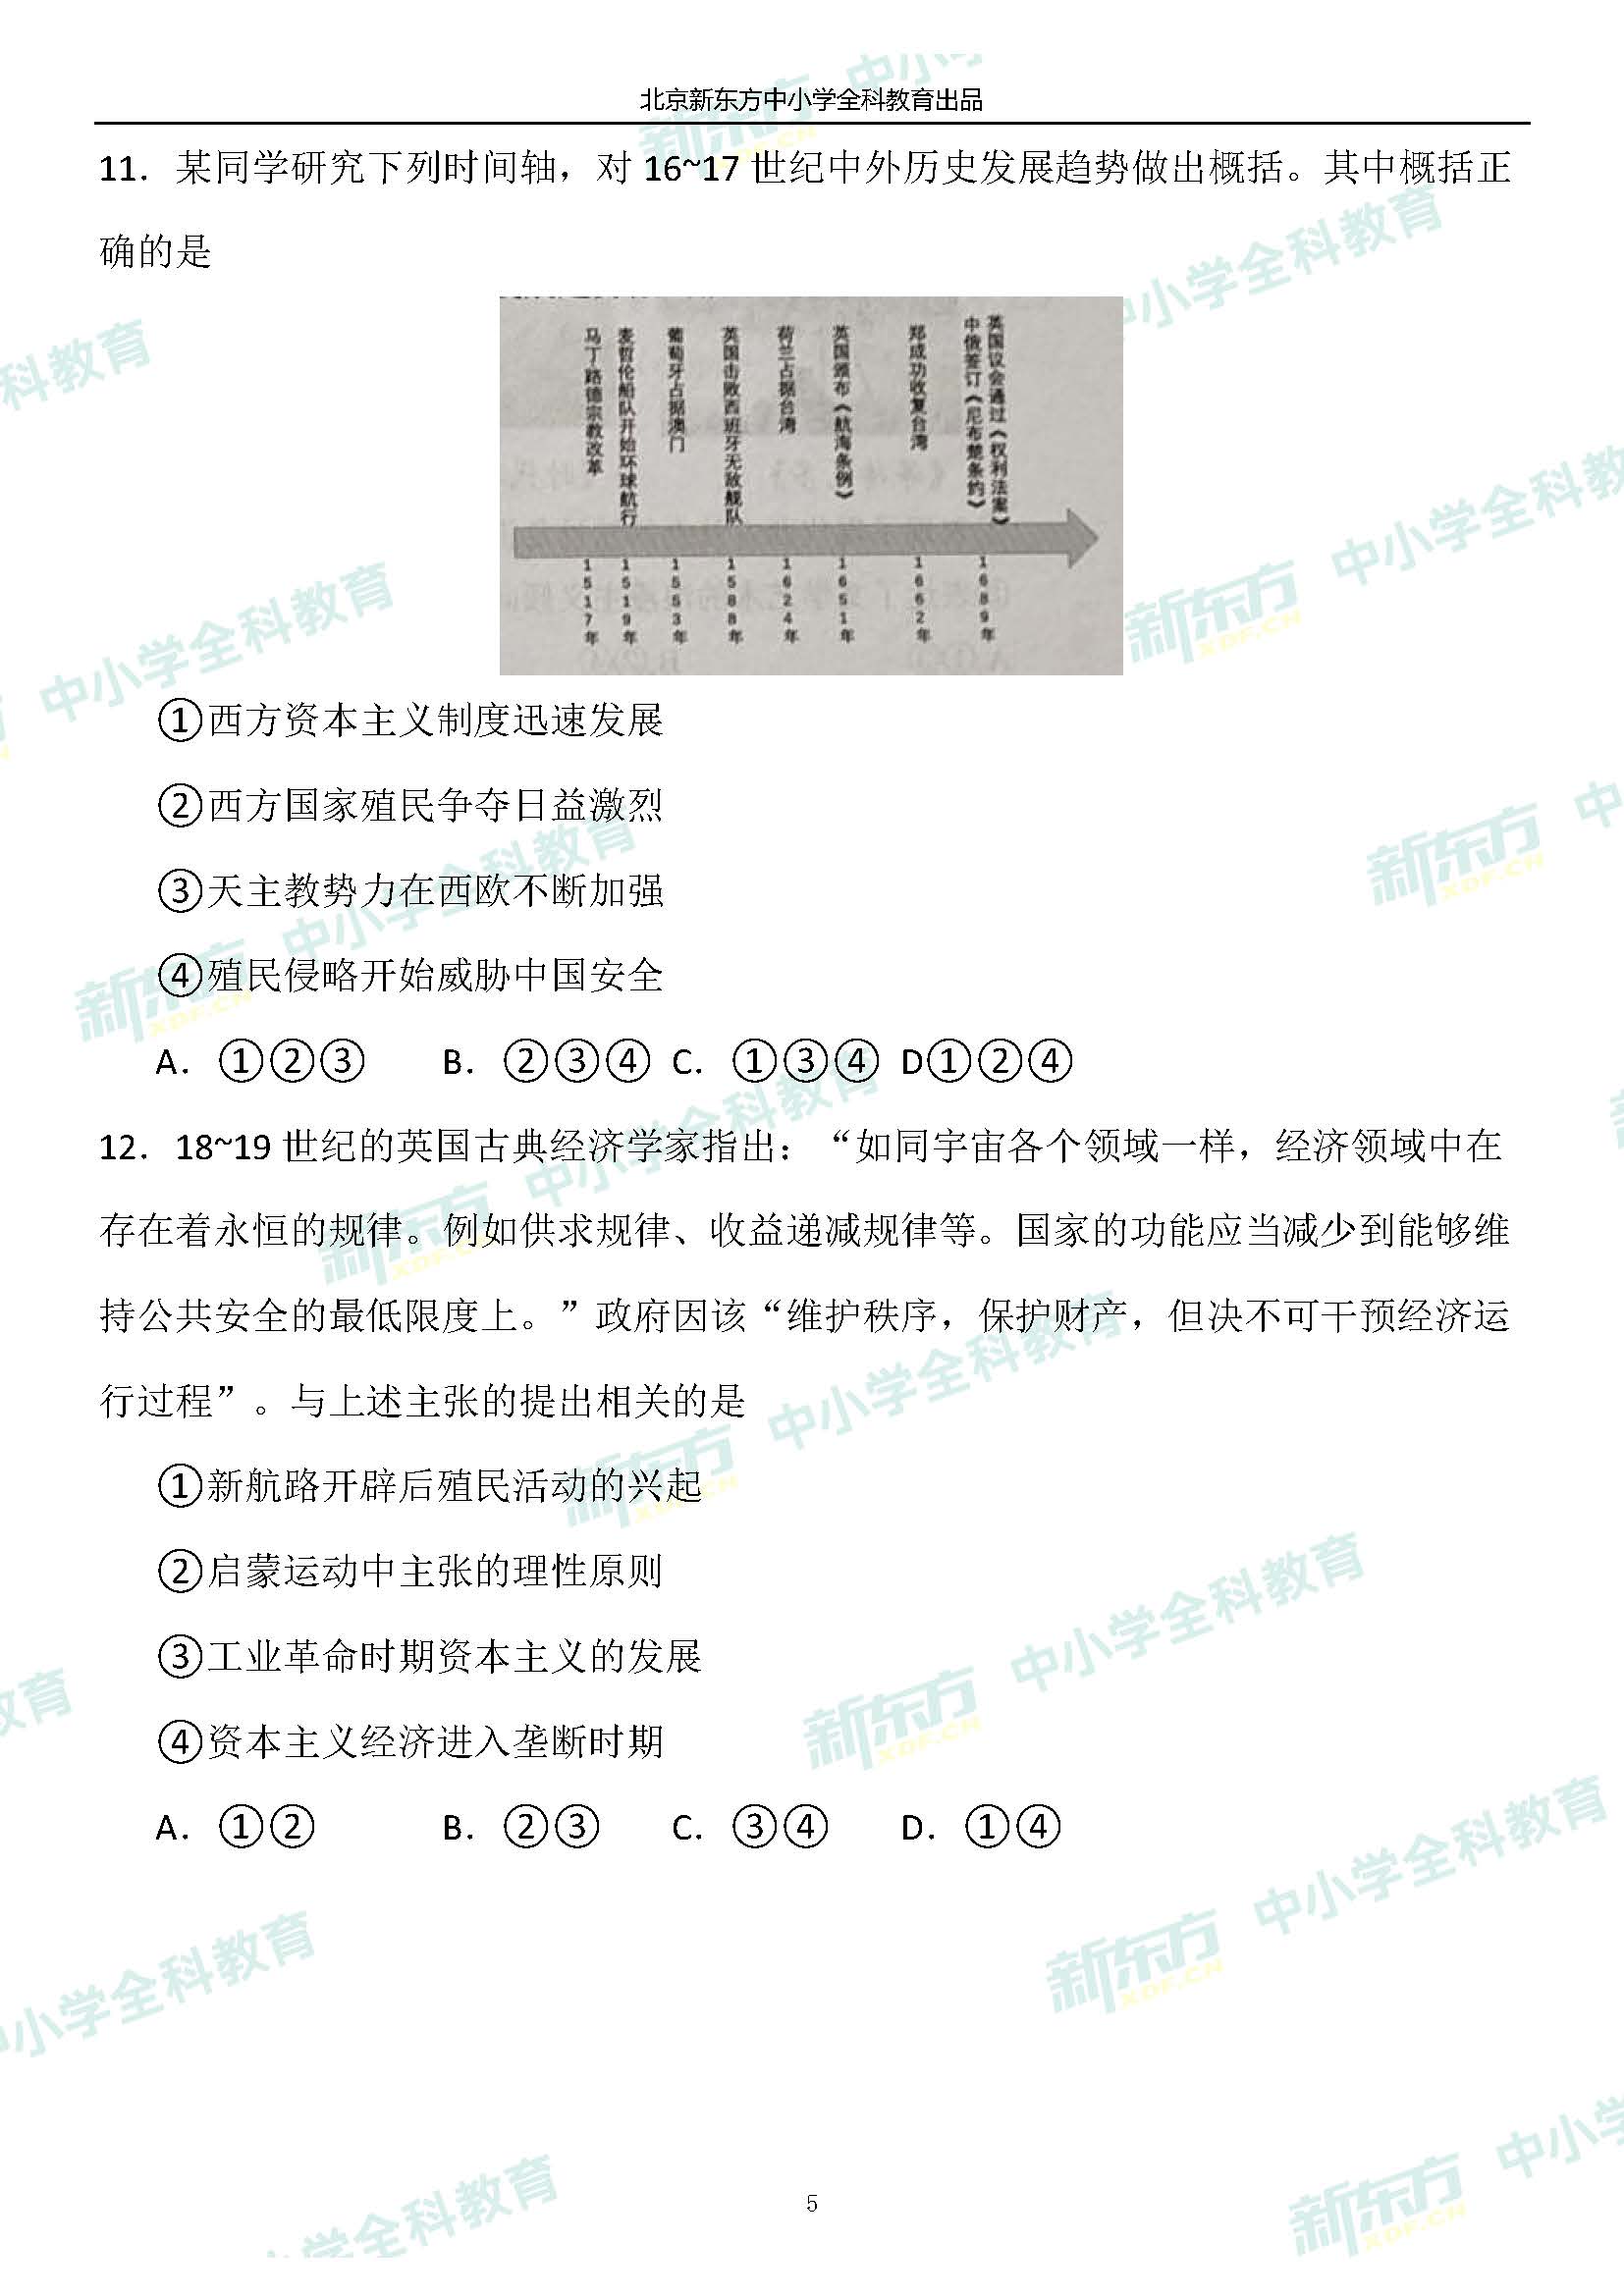 北京新东方中小学全科教育出品
11．某同学研究下列时间轴，对 16~17 世纪中外历史发展趋势做出概括。其中概括正
确的是
马丁路德宗教改革
麦哲伦船队开始环球航行
葡萄牙占据澳门
英国击败西班牙无敌舰队
荷兰占据台湾
英国颁布《航海条例》
郑成功收复台湾
中俄签订《尼布楚条约》
英国议会通过《权利法案》
1517年
1519年
1553年
1588年
1624年
1651年
1662年
1689年
①西方资本主义制度迅速发展
②西方国家殖民争夺日益激烈
③天主教势力在西欧不断加强
④殖民侵略开始威胁中国安全
A．①②③ B．②③④ C．①③④ D①②④
12．18~19 世纪的英国古典经济学家指出：“如同宇宙各个领域一样，经济领域中在
存在着永恒的规律。例如供求规律、收益递减规律等。国家的功能应当减少到能够维
持公共安全的最低限度上。”政府因该“维护秩序，保护财产，但决不可干预经济运
行过程”。与上述主张的提出相关的是
①新航路开辟后殖民活动的兴起
②启蒙运动中主张的理性原则
③工业革命时期资本主义的发展
④资本主义经济进入垄断时期
A．①② B．②③ C．③④ D．①④
5
新东方 XDF.CN 中小学全科教育